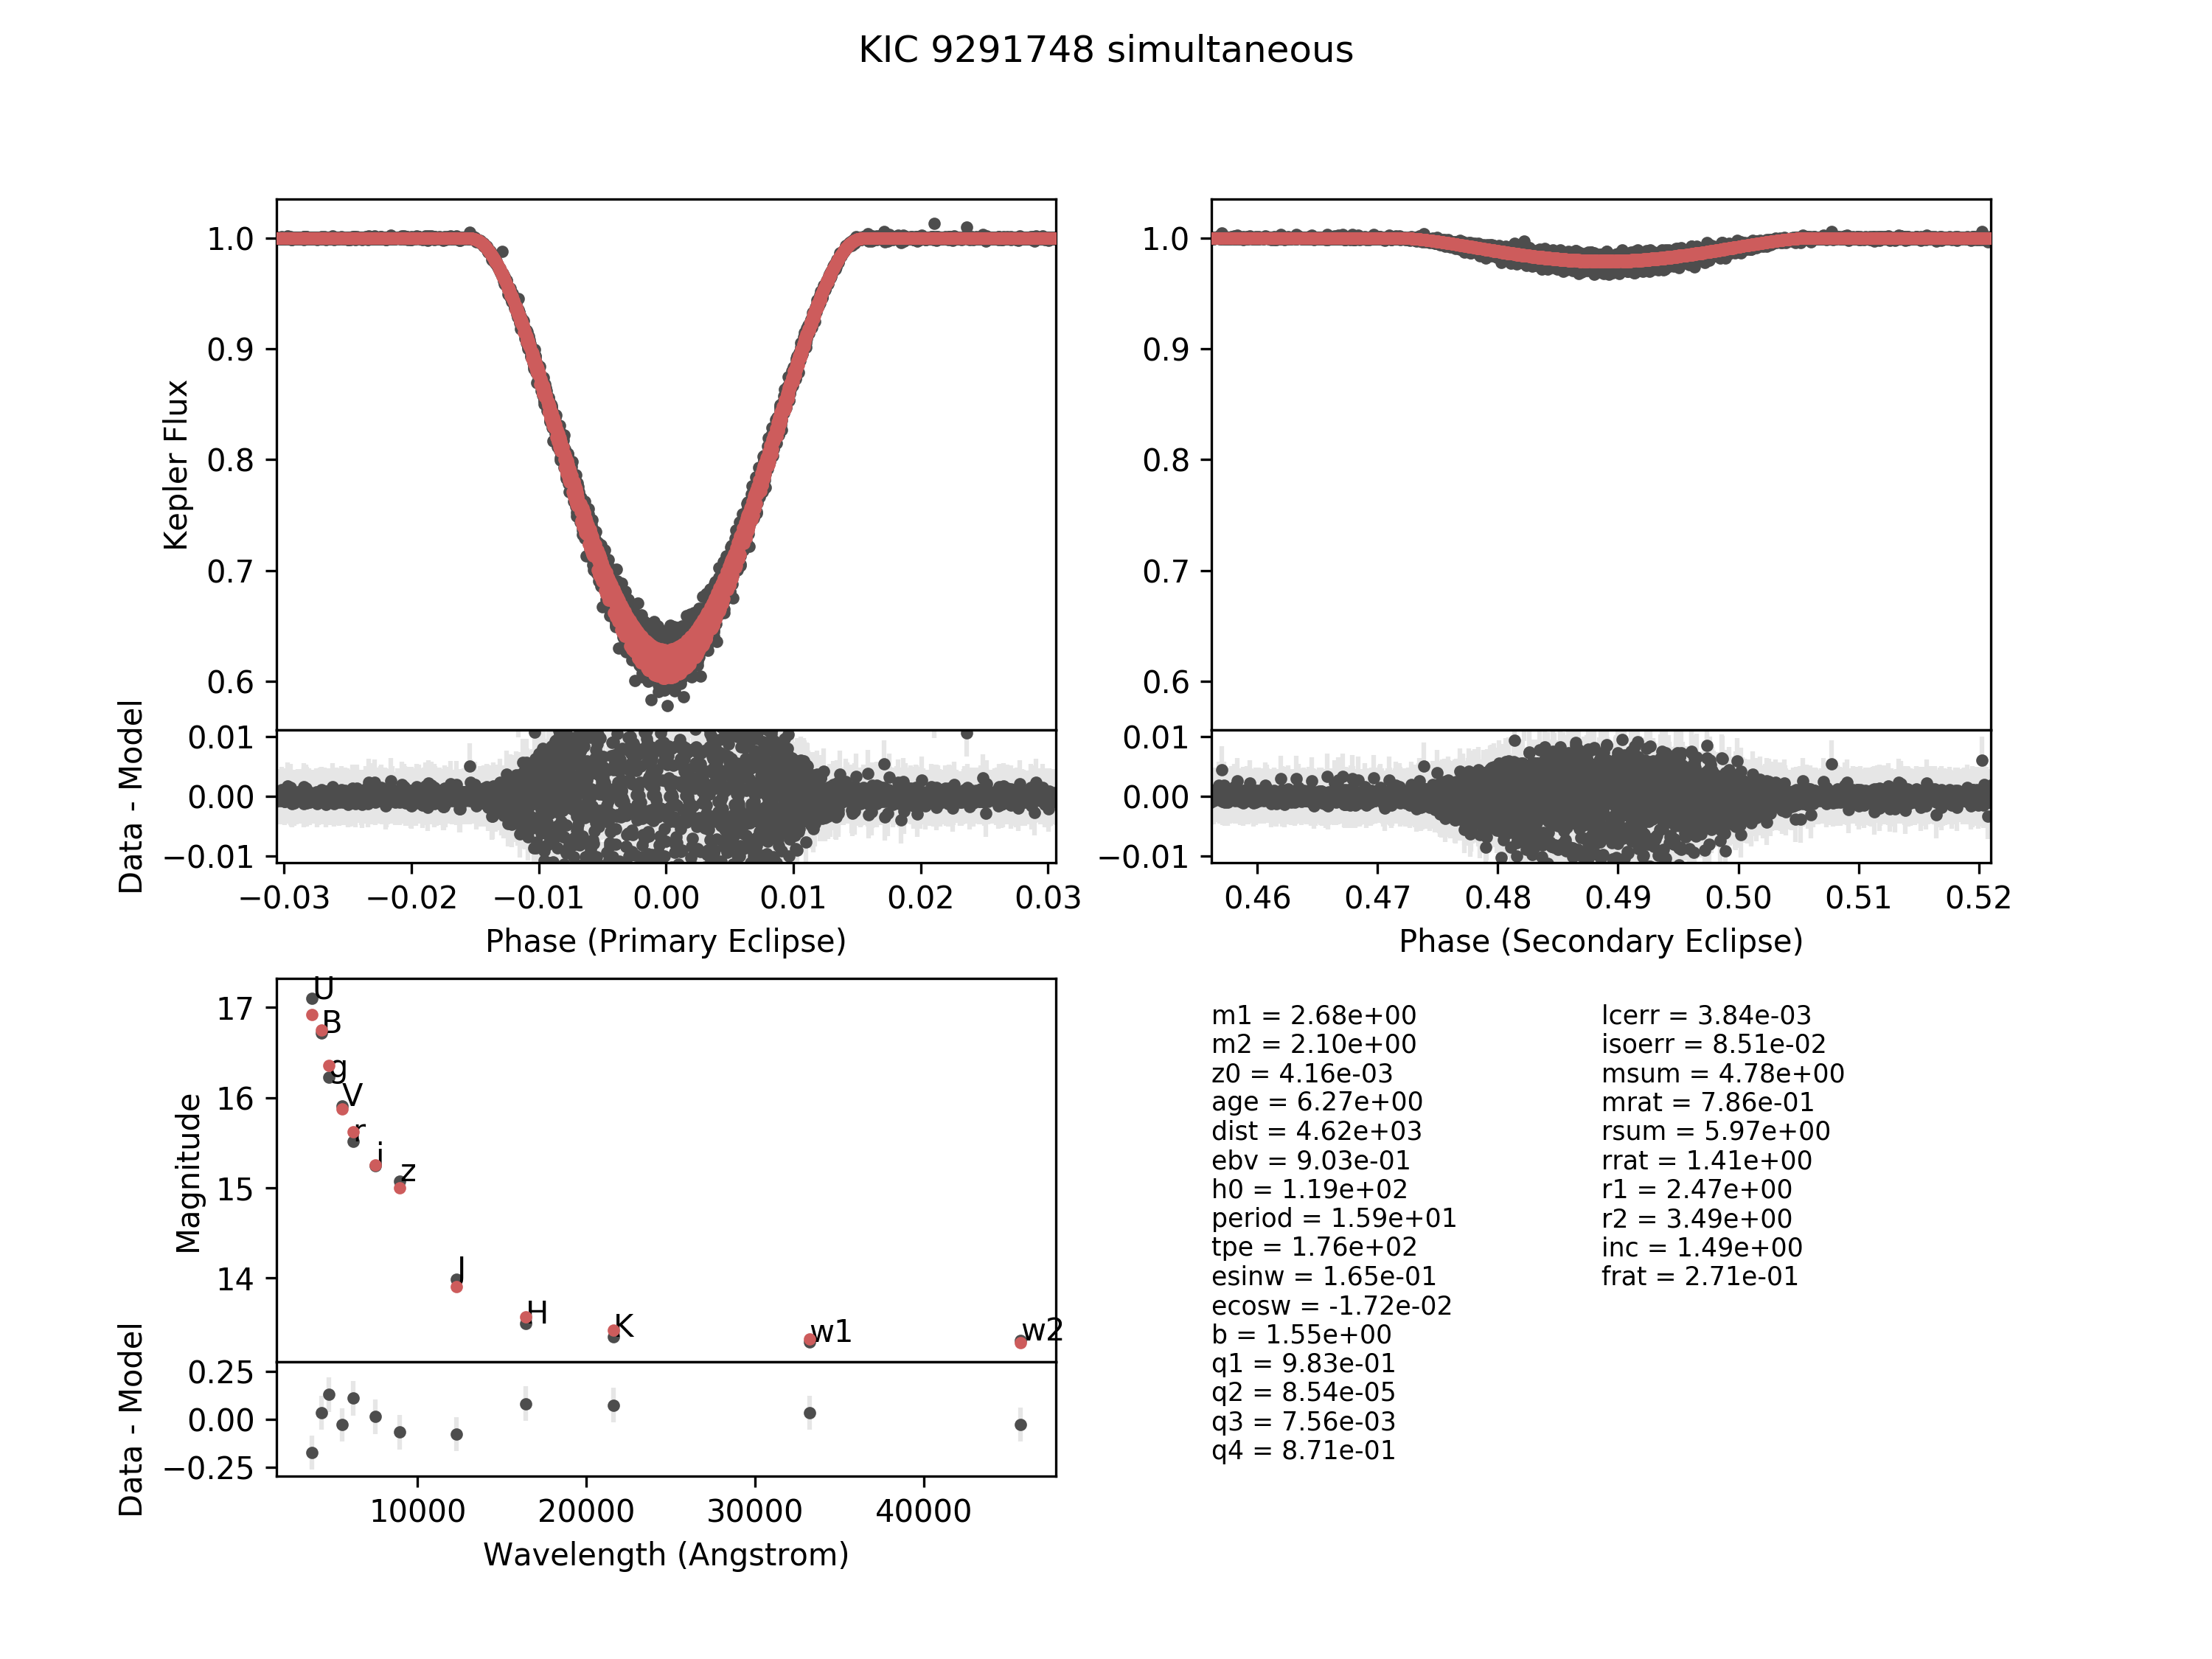 KIC 9291748 simultaneous
1.0
0.9
0.8
0.7
0.6
Kepler Flux
0.01
0.00
−0.01
Data - Model
−0.03 −0.02 −0.01 0.00 0.01 0.02 0.03
Phase (Primary Eclipse)
1.0
0.9
0.8
0.7
0.6
0.01
0.00
−0.01
0.46 0.47 0.48 0.49 0.50 0.51 0.52
Phase (Secondary Eclipse)
17
16
15
14
Magnitude
U
B
g
V
r
i
z
J
H
K
w1
w2
0.25
0.00
−0.25
Data - Model
10000 20000 30000 40000
Wavelength (Angstrom)
m1 = 2.68e+00
m2 = 2.10e+00
z0 = 4.16e-03
age = 6.27e+00
dist = 4.62e+03
ebv = 9.03e-01
h0 = 1.19e+02
period = 1.59e+01
tpe = 1.76e+02
esinw = 1.65e-01
ecosw = -1.72e-02
b = 1.55e+00
q1 = 9.83e-01
q2 = 8.54e-05
q3 = 7.56e-03
q4 = 8.71e-01
lcerr = 3.84e-03
isoerr = 8.51e-02
msum = 4.78e+00
mrat = 7.86e-01
rsum = 5.97e+00
rrat = 1.41e+00
r1 = 2.47e+00
r2 = 3.49e+00
inc = 1.49e+00
frat = 2.71e-01